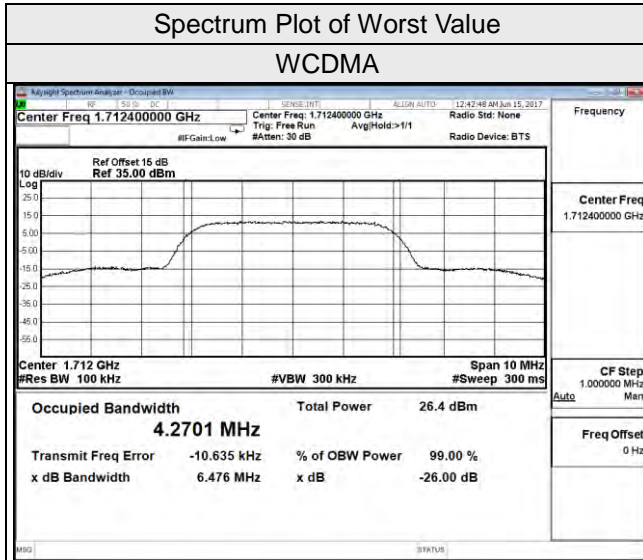 Spectrum Plot of Worst Value
WCDMA
Keysight Spectrum Analyzer - Occupied BW
RF 50 Ω DC SENSE:INT ALIGN AUTO 12:42:48 AM Jun 15, 2017
Center Freq 1.712400000 GHz
Center Freq: 1.712400000 GHz
Radio Std: None
Trig: Free Run Avg|Hold:>1/1
#IFGain:Low
#Atten: 30 dB
Radio Device: BTS
Frequency
Ref Offset 15 dB
10 dB/div Ref 35.00 dBm
Log
25.0
15.0
5.00
-5.00
-15.0
-25.0
-35.0
-45.0
-55.0
Center Freq
1.712400000 GHz
Center 1.712 GHz
Span 10 MHz
#Res BW 100 kHz
#VBW 300 kHz
#Sweep 300 ms
CF Step
1.000000 MHz
Auto Man
Occupied Bandwidth
Total Power 26.4 dBm
4.2701 MHz
Freq Offset
0 Hz
Transmit Freq Error -10.635 kHz
% of OBW Power 99.00 %
x dB Bandwidth 6.476 MHz
x dB -26.00 dB
MSG
STATUS